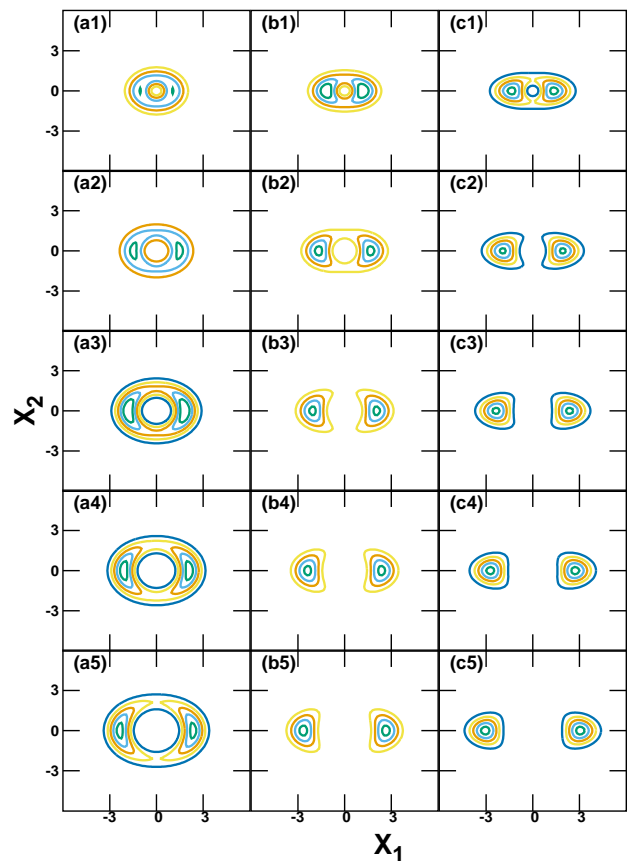 (a1) (b1) (c1)
3
0
-3
(a2) (b2) (c2)
3
0
-3
(a3) (b3) (c3)
3
0
-3
X2
(a4) (b4) (c4)
3
0
-3
(a5) (b5) (c5)
3
0
-3
-3 0 3 -3 0 3 -3 0 3
X1